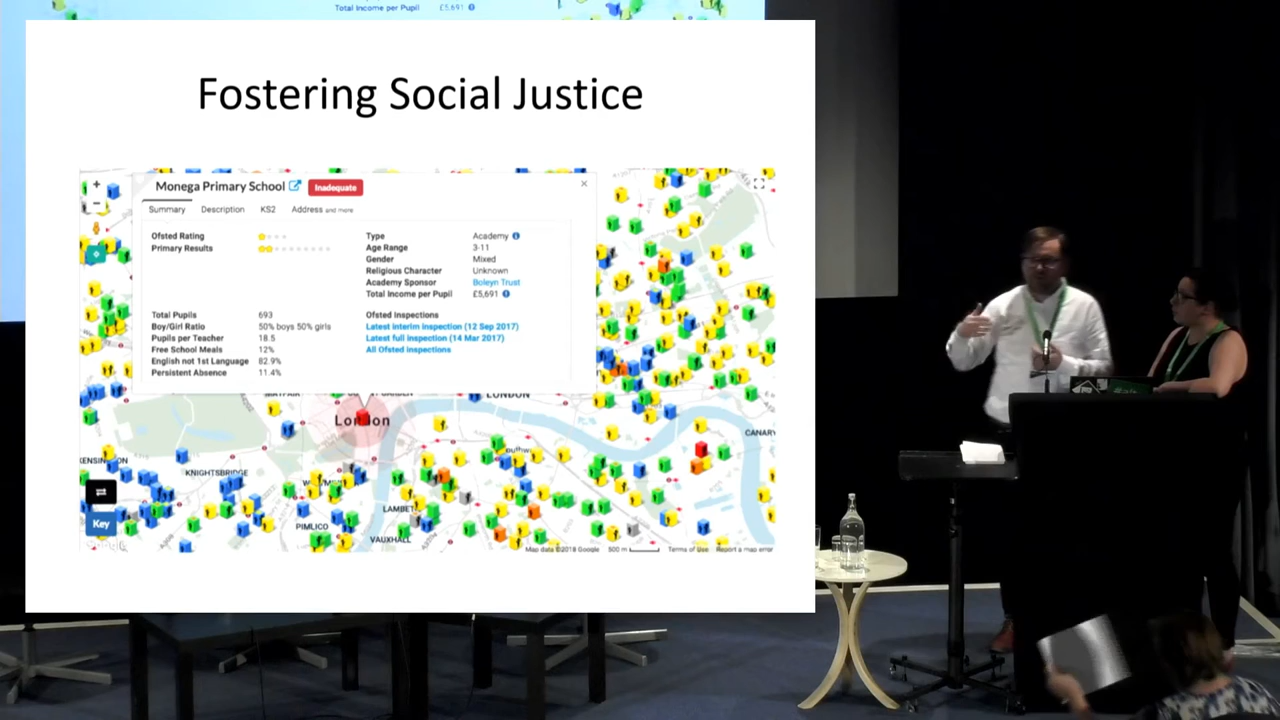 Total Income per Pupil £5,691
Fostering Social Justice
Monega Primary School Inadequate
Summary Description KS2 Address and more
Ofsted Rating
Primary Results
Type Academy
Age Range 3-11
Gender Mixed
Religious Character Unknown
Academy Sponsor Boleyn Trust
Total Income per Pupil £5,691
Total Pupils 693
Boy/Girl Ratio 50% boys 50% girls
Pupils per Teacher 18.5
Free School Meals 12%
English not 1st Language 82.9%
Persistent Absence 11.4%
Ofsted Inspections
Latest interim inspection (12 Sep 2017)
Latest full inspection (14 Mar 2017)
All Ofsted inspections
LONDON
London
CANARY
KNIGHTSBRIDGE
LAMBET
PIMLICO
VAUXHALL
Key
Google
Map data ©2018 Google 500 m Terms of Use Report a map error